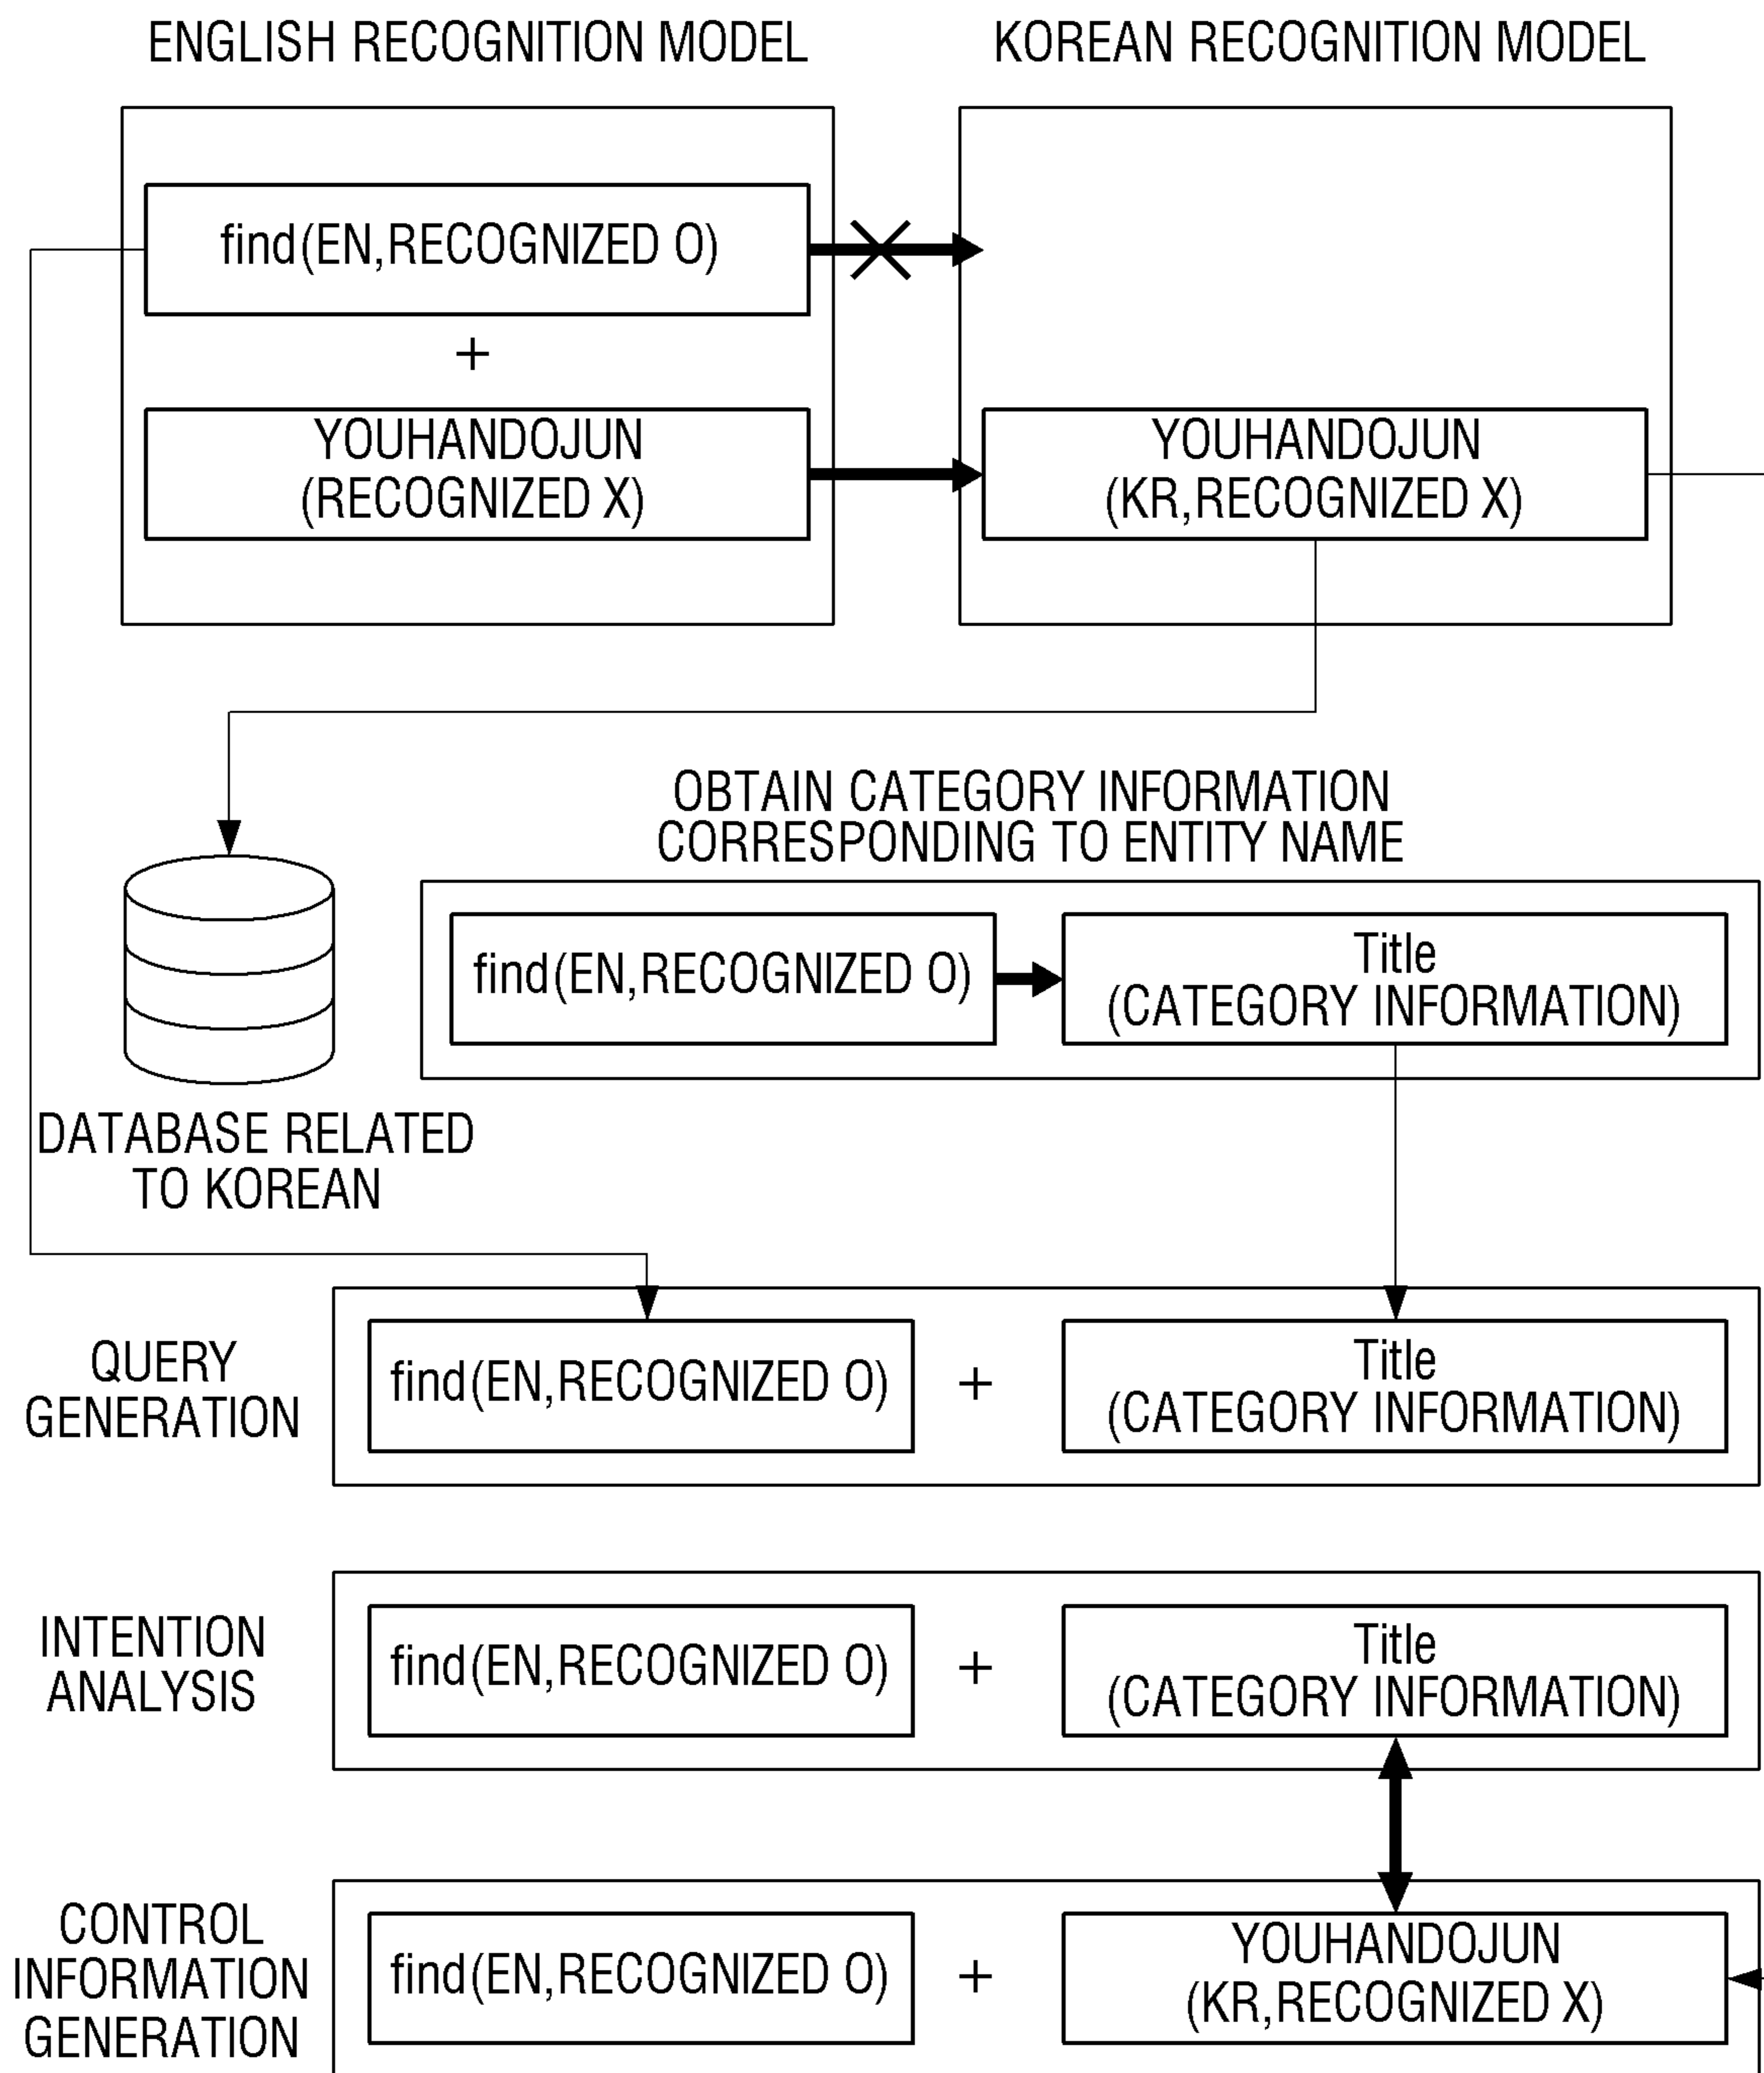 ENGLISH RECOGNITION MODEL
KOREAN RECOGNITION MODEL
find(EN,RECOGNIZED O)
+
YOUHANDOJUN
(RECOGNIZED X)
YOUHANDOJUN
(KR,RECOGNIZED X)
OBTAIN CATEGORY INFORMATION
CORRESPONDING TO ENTITY NAME
find(EN,RECOGNIZED O)
Title
(CATEGORY INFORMATION)
DATABASE RELATED
TO KOREAN
QUERY
GENERATION
find(EN,RECOGNIZED O)
+
Title
(CATEGORY INFORMATION)
INTENTION
ANALYSIS
find(EN,RECOGNIZED O)
+
Title
(CATEGORY INFORMATION)
CONTROL
INFORMATION
GENERATION
find(EN,RECOGNIZED O)
+
YOUHANDOJUN
(KR,RECOGNIZED X)